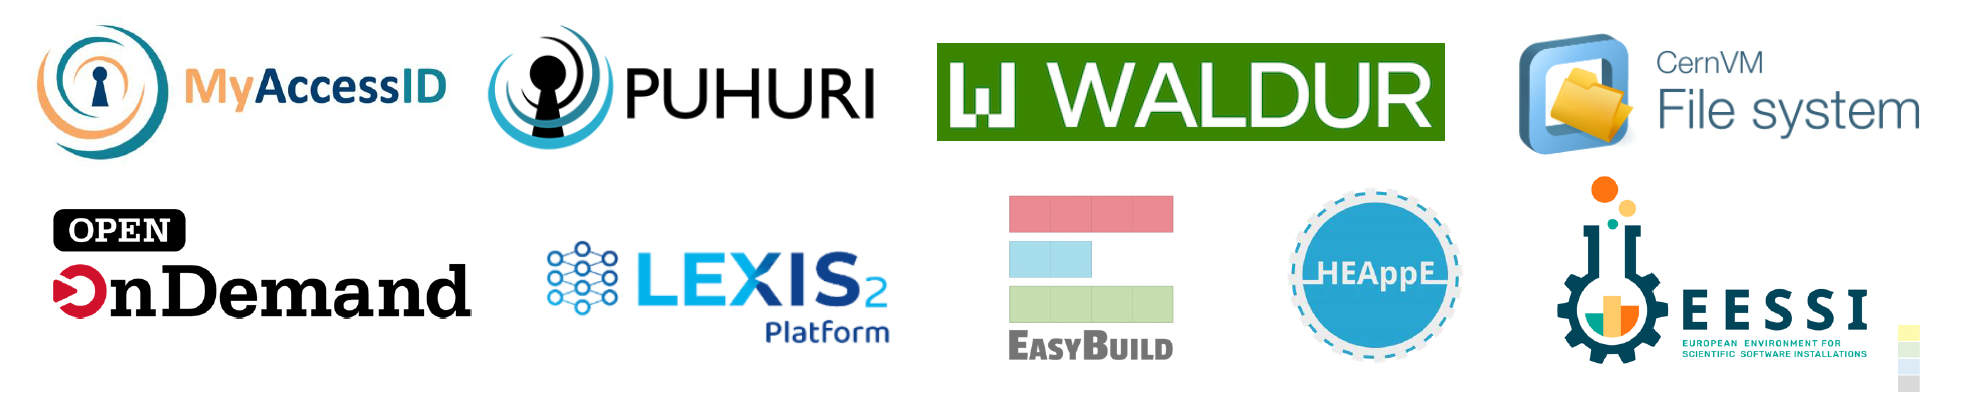 MyAccessID
PUHURI
WALDUR
CernVM
File system
OPEN
OnDemand
LEXIS2
Platform
EASYBUILD
HEAppE
EESSI
EUROPEAN ENVIRONMENT FOR
SCIENTIFIC SOFTWARE INSTALLATIONS